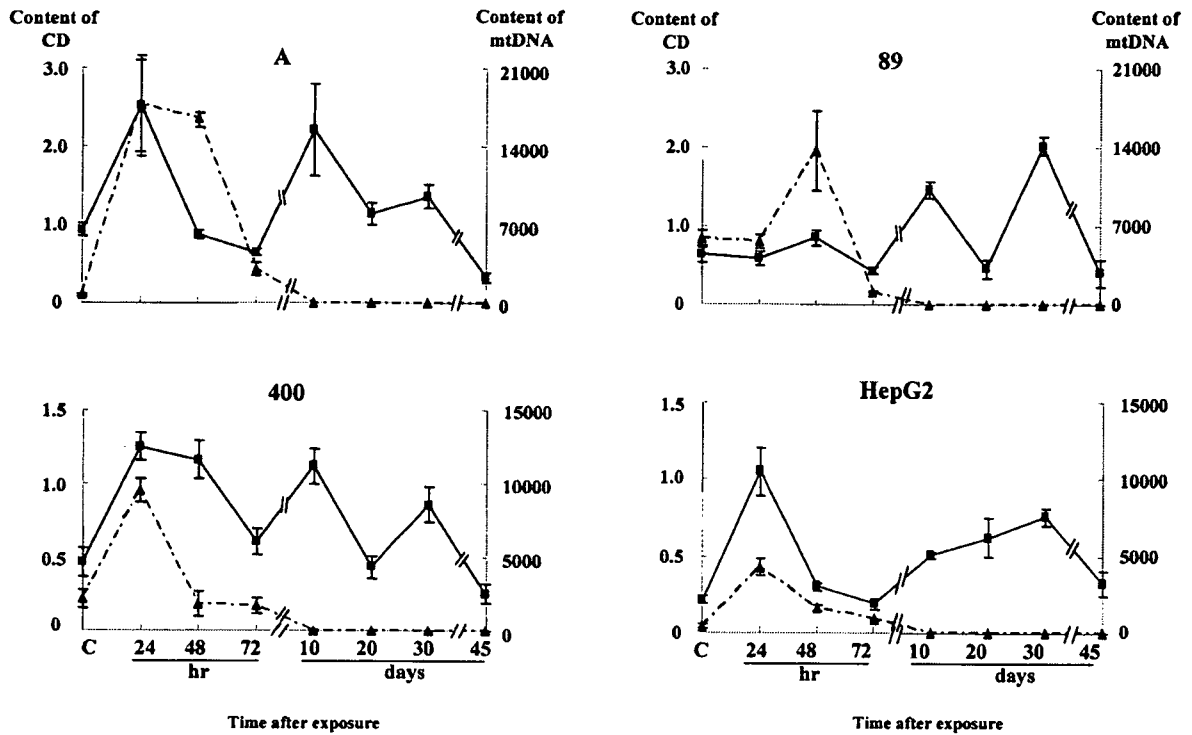 Content of
CD
A
Content of
mtDNA
3.0
2.0
1.0
0
21000
14000
7000
0
Content of
CD
89
Content of
mtDNA
3.0
2.0
1.0
0
21000
14000
7000
0
400
1.5
1.0
0.5
0
15000
10000
5000
0
C 24 48 72 10 20 30 45
hr days
Time after exposure
HepG2
1.5
1.0
0.5
0
15000
10000
5000
0
C 24 48 72 10 20 30 45
hr days
Time after exposure